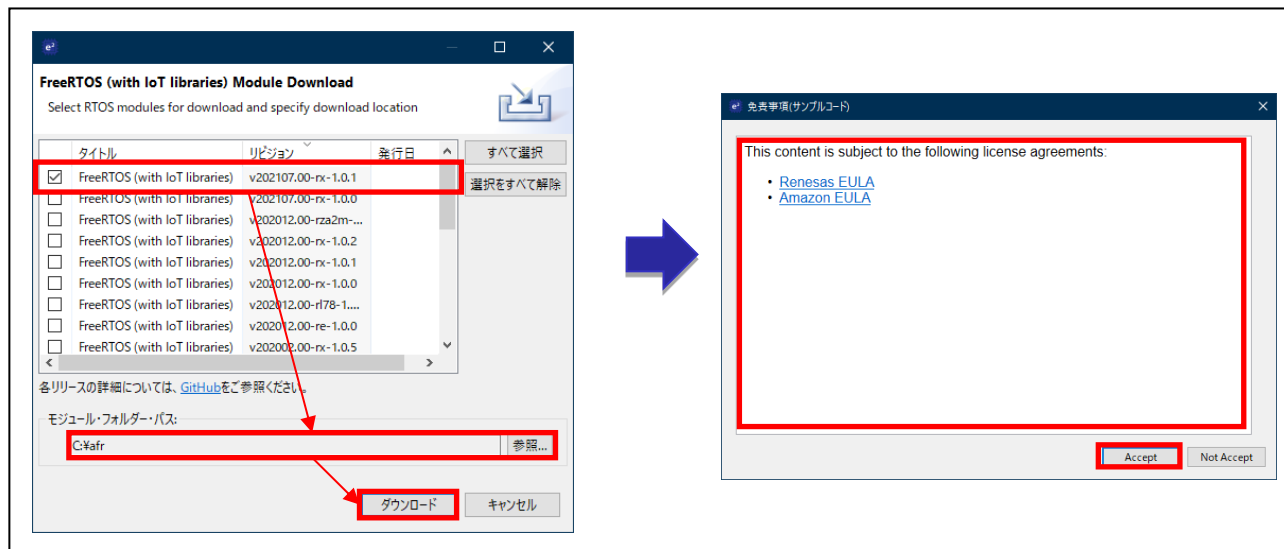 e²
FreeRTOS (with IoT libraries) Module Download
Select RTOS modules for download and specify download location
タイトル リビジョン 発行日
FreeRTOS (with IoT libraries) v202107.00-rx-1.0.1
FreeRTOS (with IoT libraries) v202107.00-rx-1.0.0
FreeRTOS (with IoT libraries) v202012.00-rza2m-...
FreeRTOS (with IoT libraries) v202012.00-rx-1.0.2
FreeRTOS (with IoT libraries) v202012.00-rx-1.0.1
FreeRTOS (with IoT libraries) v202012.00-rx-1.0.0
FreeRTOS (with IoT libraries) v202012.00-rl78-1....
FreeRTOS (with IoT libraries) v202012.00-re-1.0.0
FreeRTOS (with IoT libraries) v202002.00-rx-1.0.5
すべて選択
選択をすべて解除
各リリースの詳細については、GitHubをご参照ください。
モジュール・フォルダー・パス:
C:¥afr 参照...
ダウンロード キャンセル
e² 免責事項(サンプルコード)
This content is subject to the following license agreements:
• Renesas EULA
• Amazon EULA
Accept Not Accept